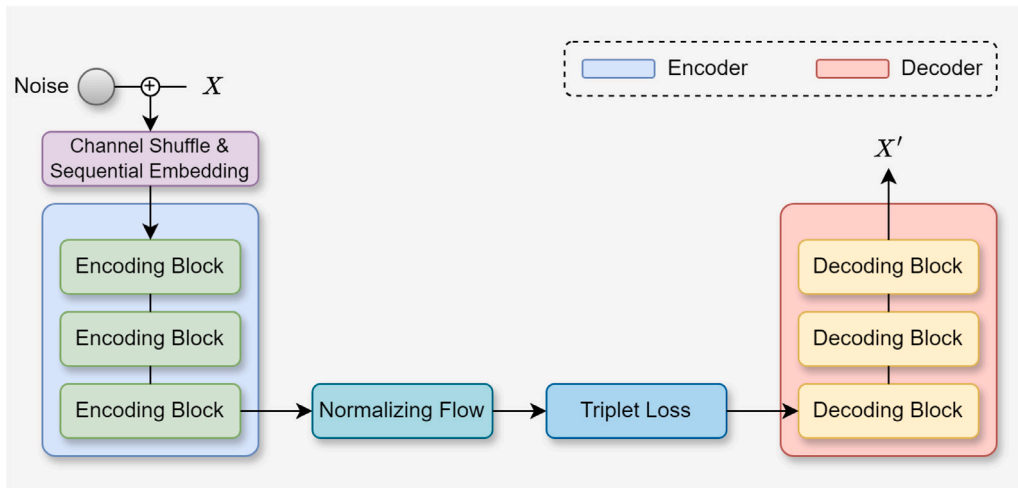 Noise
+
X
Encoder
Decoder
Channel Shuffle &
Sequential Embedding
X′
Encoding Block
Encoding Block
Encoding Block
Normalizing Flow
Triplet Loss
Decoding Block
Decoding Block
Decoding Block